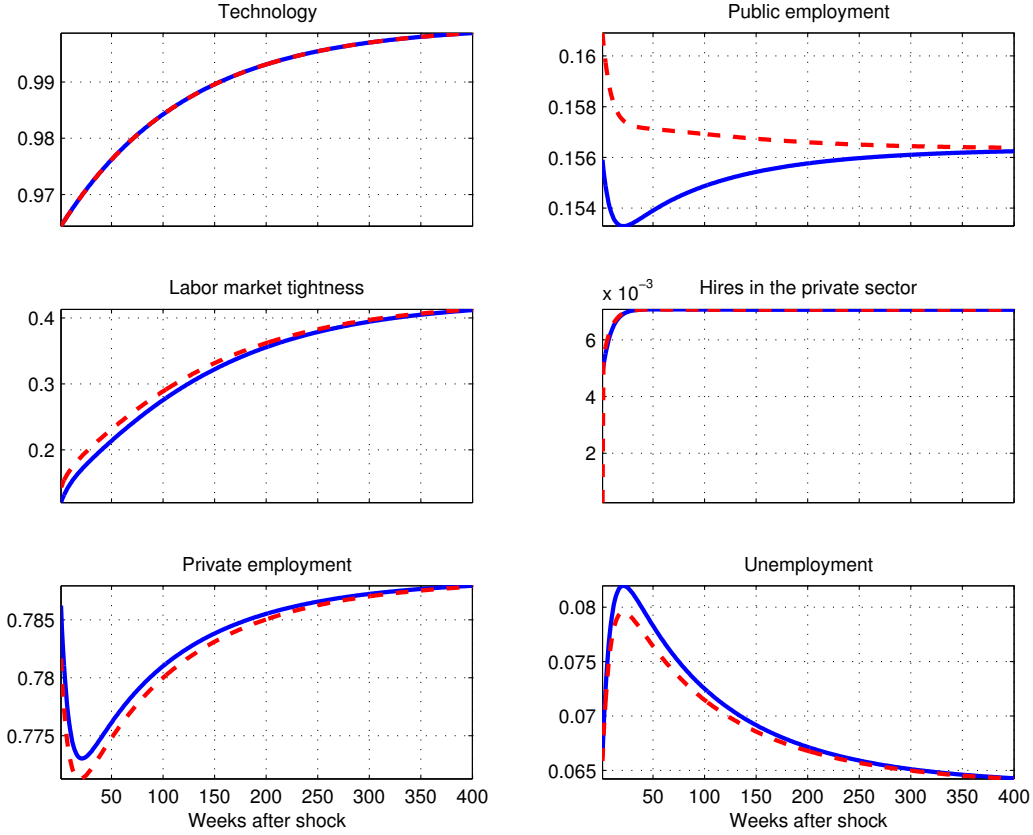 Technology
Public employment
0.99
0.98
0.97
0.16
0.158
0.156
0.154
Labor market tightness
Hires in the private sector
x 10⁻³
0.4
0.3
0.2
6
4
2
Private employment
Unemployment
0.785
0.78
0.775
0.08
0.075
0.07
0.065
50 100 150 200 250 300 350 400
50 100 150 200 250 300 350 400
Weeks after shock
Weeks after shock